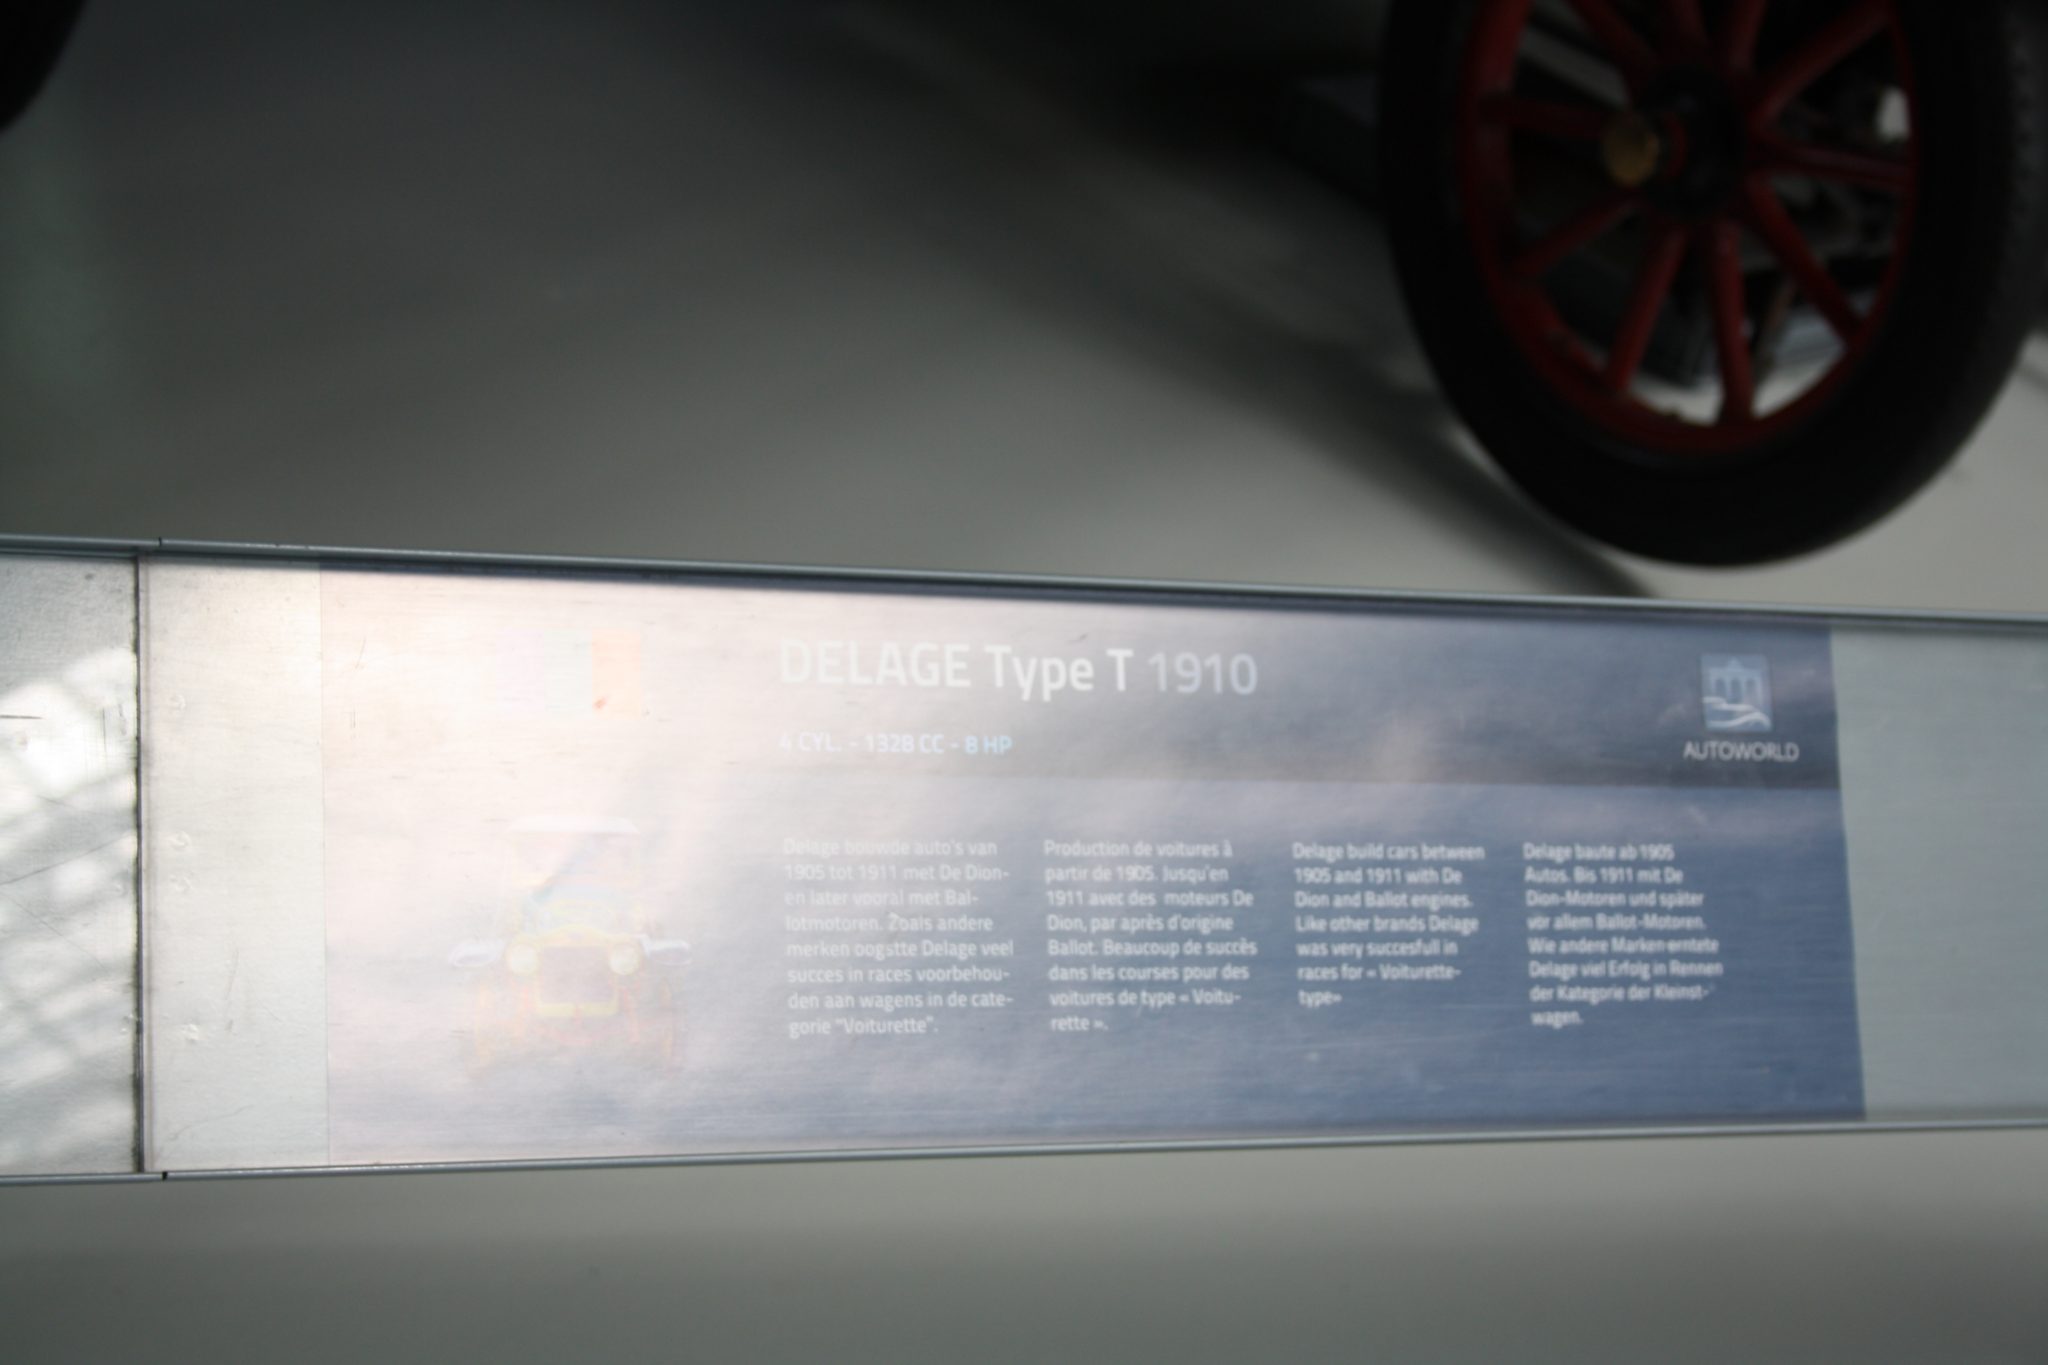 DELAGE Type T 1910
4 CYL. - 1328 CC - 8 HP
AUTOWORLD
Delage bouwde auto's van
1905 tot 1911 met De Dion-
en later vooral met Bal-
lotmotoren. Zoals andere
merken oogstte Delage veel
succes in races voorbehou-
den aan wagens in de cate-
gorie "Voiturette".
Production de voitures à
partir de 1905. Jusqu'en
1911 avec des moteurs De
Dion, par après d'origine
Ballot. Beaucoup de succès
dans les courses pour des
voitures de type « Voitu-
rette ».
Delage build cars between
1905 and 1911 with De
Dion and Ballot engines.
Like other brands Delage
was very succesfull in
races for « Voiturette-
type»
Delage baute ab 1905
Autos. Bis 1911 mit De
Dion-Motoren und später
vor allem Ballot-Motoren.
Wie andere Marken erntete
Delage viel Erfolg in Rennen
der Kategorie der Kleinst-
wagen.